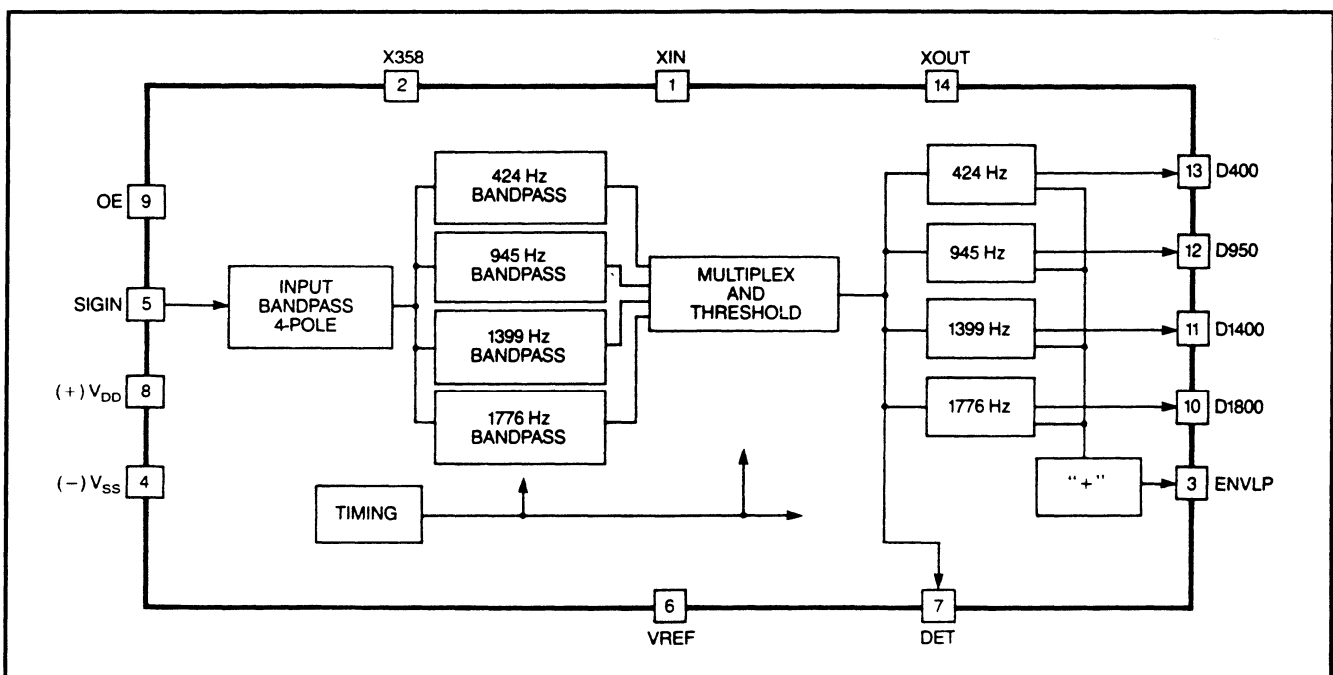 X358
XIN
XOUT
2
1
14
424 Hz
BANDPASS
424 Hz
13 D400
OE 9
945 Hz
BANDPASS
945 Hz
12 D950
SIGIN 5
INPUT
BANDPASS
4-POLE
MULTIPLEX
AND
THRESHOLD
1399 Hz
BANDPASS
1399 Hz
11 D1400
(+) VDD 8
1776 Hz
BANDPASS
1776 Hz
10 D1800
(−) VSS 4
TIMING
“+”
3 ENVLP
6
7
VREF
DET